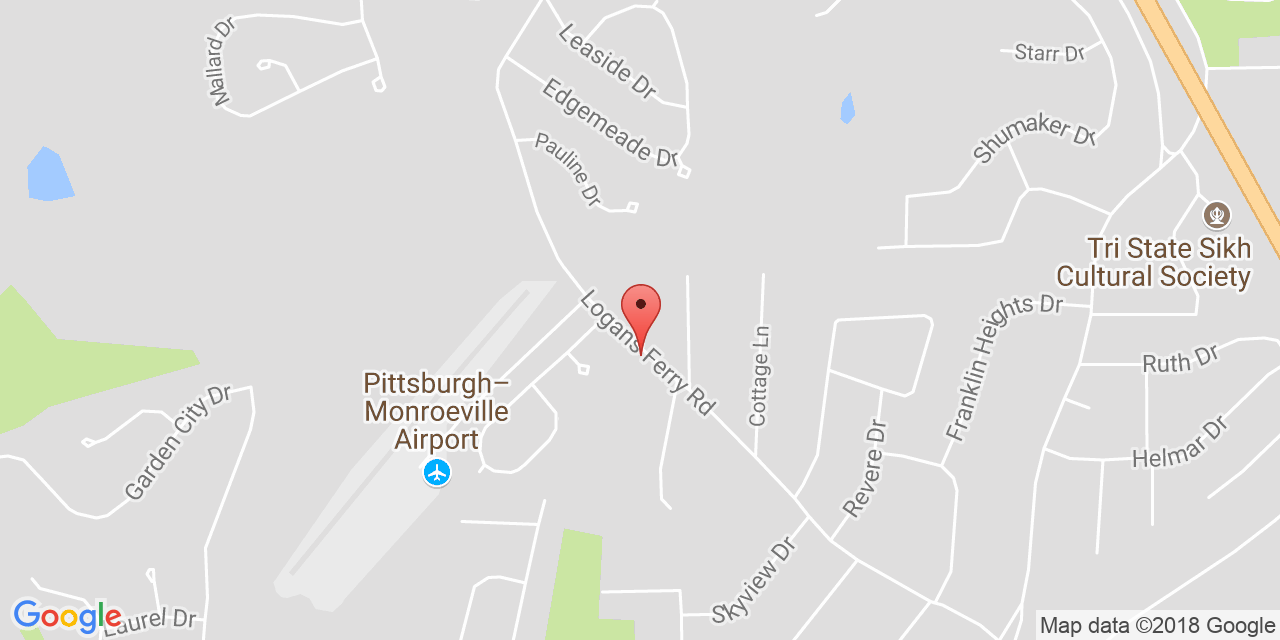 Mallard Dr
Leaside Dr
Edgemeade Dr
Pauline Dr
Starr Dr
Shumaker Dr
Tri State Sikh
Cultural Society
Logans Ferry Rd
Franklin Heights Dr
Cottage Ln
Ruth Dr
Pittsburgh–
Monroeville
Airport
Garden City Dr
Revere Dr
Helmar Dr
Skyview Dr
Laurel Dr
Google
Map data ©2018 Google